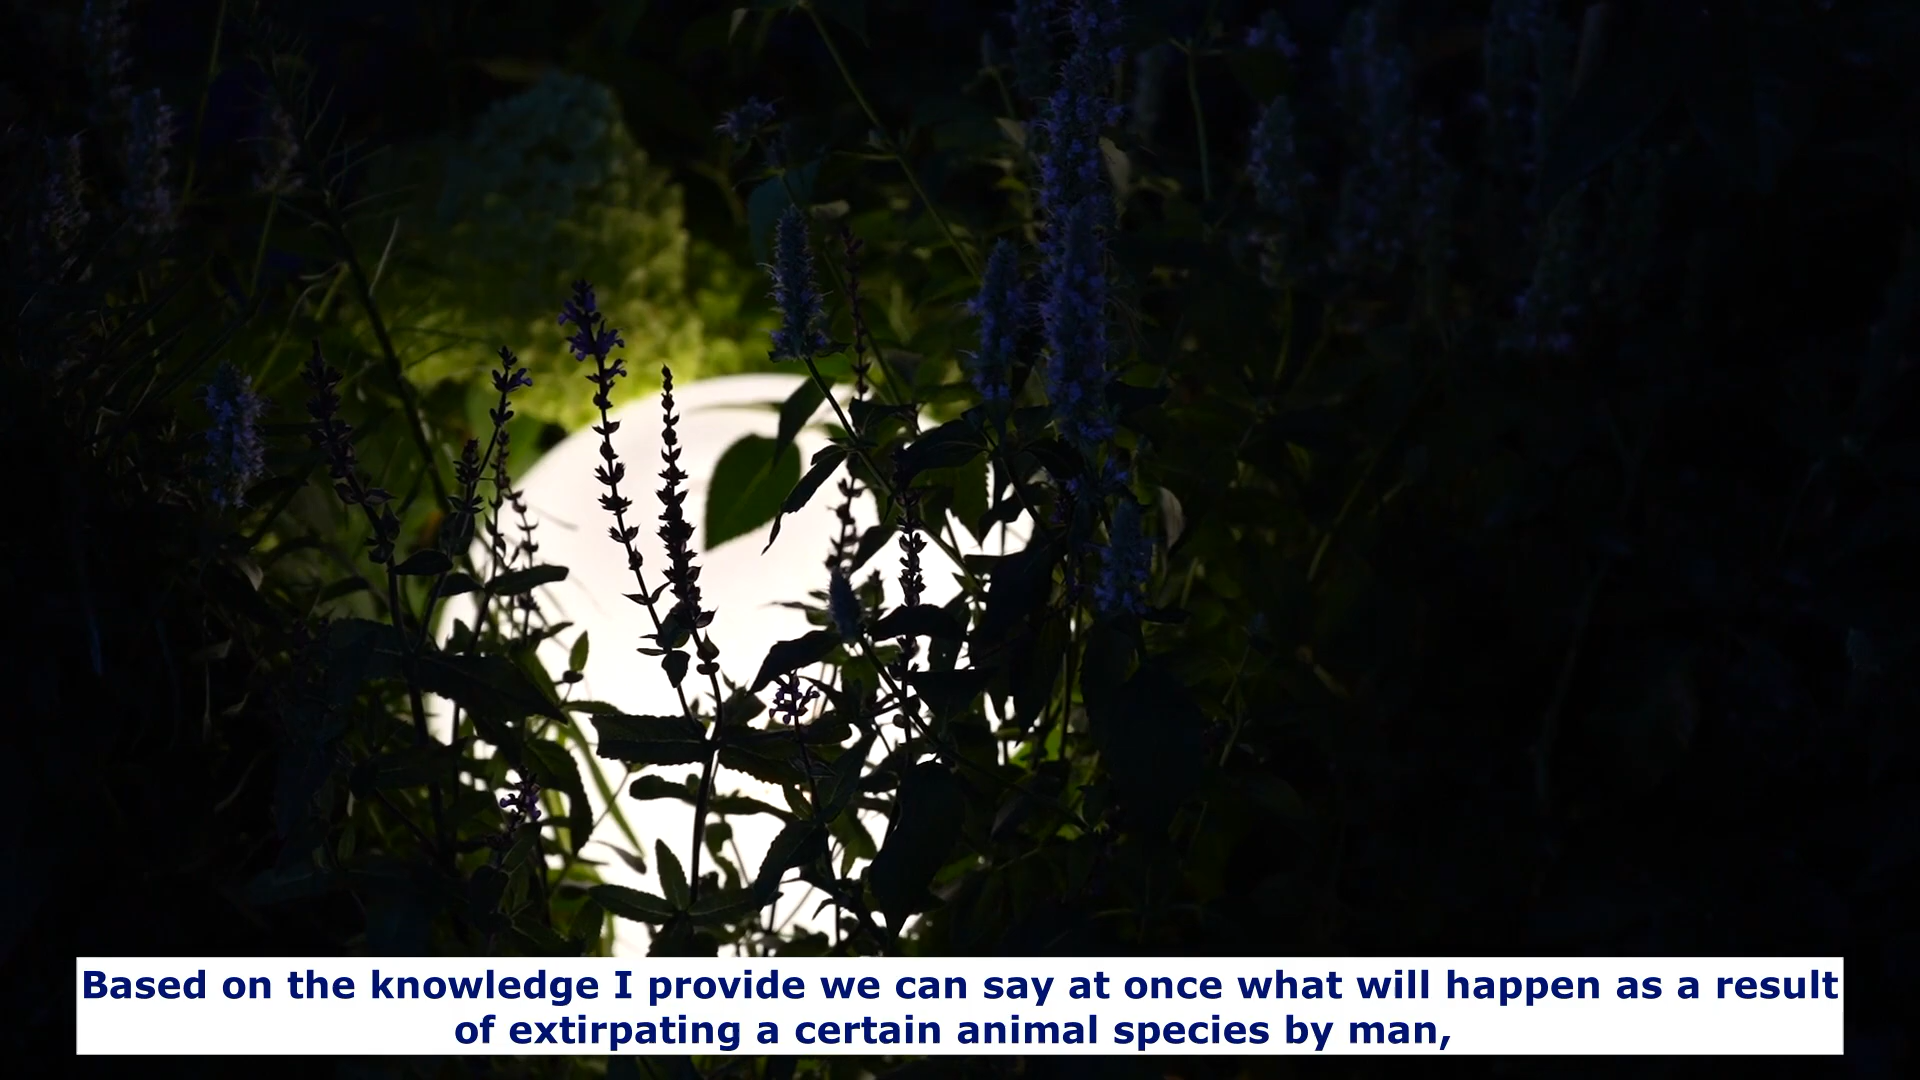 Based on the knowledge I provide we can say at once what will happen as a result
of extirpating a certain animal species by man,